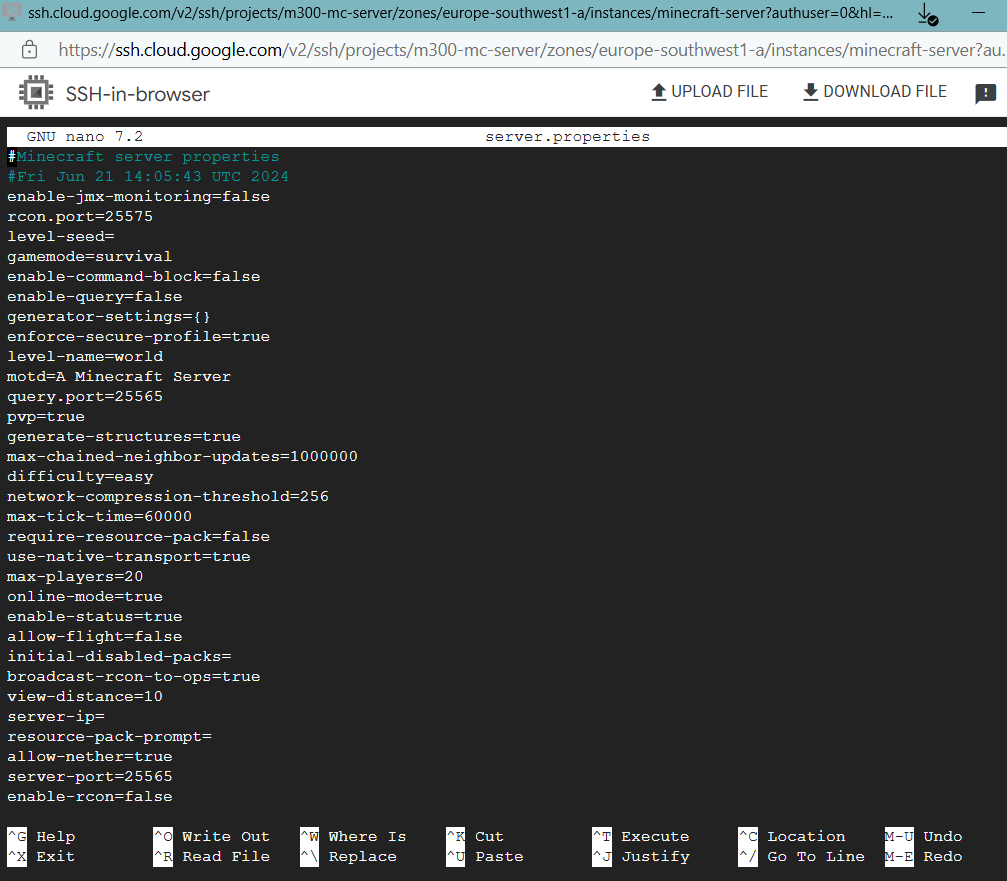 ssh.cloud.google.com/v2/ssh/projects/m300-mc-server/zones/europe-southwest1-a/instances/minecraft-server?authuser=0&hl=...
https://ssh.cloud.google.com/v2/ssh/projects/m300-mc-server/zones/europe-southwest1-a/instances/minecraft-server?au...
SSH-in-browser UPLOAD FILE DOWNLOAD FILE
GNU nano 7.2 server.properties
#Minecraft server properties
#Fri Jun 21 14:05:43 UTC 2024
enable-jmx-monitoring=false
rcon.port=25575
level-seed=
gamemode=survival
enable-command-block=false
enable-query=false
generator-settings={}
enforce-secure-profile=true
level-name=world
motd=A Minecraft Server
query.port=25565
pvp=true
generate-structures=true
max-chained-neighbor-updates=1000000
difficulty=easy
network-compression-threshold=256
max-tick-time=60000
require-resource-pack=false
use-native-transport=true
max-players=20
online-mode=true
enable-status=true
allow-flight=false
initial-disabled-packs=
broadcast-rcon-to-ops=true
view-distance=10
server-ip=
resource-pack-prompt=
allow-nether=true
server-port=25565
enable-rcon=false
^G Help ^O Write Out ^W Where Is ^K Cut ^T Execute ^C Location M-U Undo
^X Exit ^R Read File ^\ Replace ^U Paste ^J Justify ^/ Go To Line M-E Redo